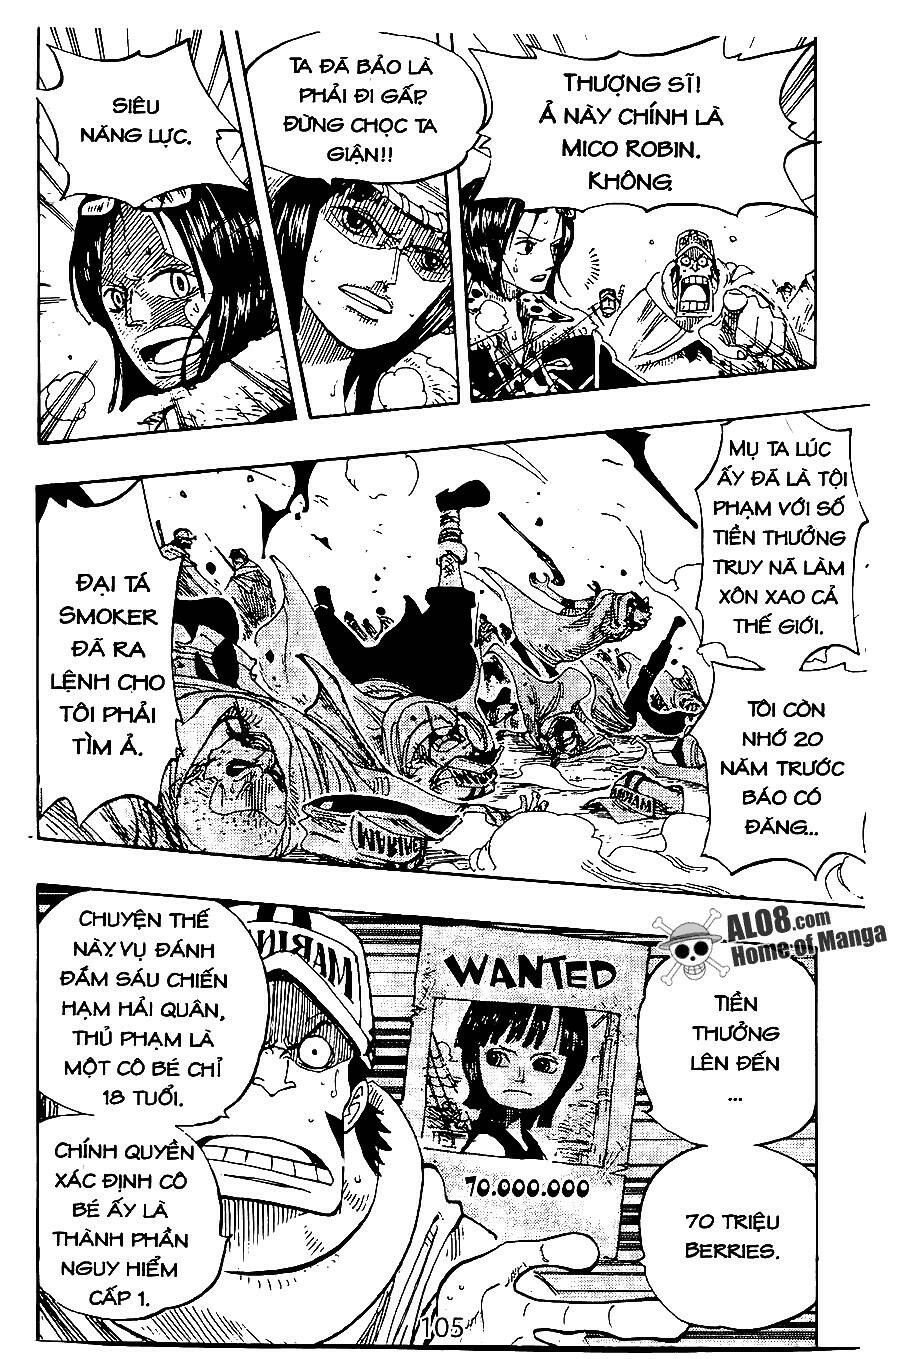 SIÊU
NĂNG LỰC.
TA ĐÃ BẢO LÀ
PHẢI ĐI GẤP,
ĐỪNG CHỌC TA
GIẬN!!
THƯỢNG SĨ!
Ả NÀY CHÍNH LÀ
MICO ROBIN.
KHÔNG.
ĐẠI TÁ
SMOKER
ĐÃ RA
LỆNH CHO
TÔI PHẢI
TÌM Ả.
MỤ TA LÚC
ẤY ĐÃ LÀ TỘI
PHẠM VỚI SỐ
TIỀN THƯỞNG
TRUY NÃ LÀM
XÔN XAO CẢ
THẾ GIỚI.
TÔI CÒN
NHỚ 20
NĂM TRƯỚC
BÁO CÓ
ĐĂNG...
CHUYỆN THẾ
NÀY. VỤ ĐÁNH
ĐẮM SÁU CHIẾN
HẠM HẢI QUÂN,
THỦ PHẠM LÀ
MỘT CÔ BÉ CHỈ
18 TUỔI.
CHÍNH QUYỀN
XÁC ĐỊNH CÔ
BÉ ẤY LÀ
THÀNH PHẦN
NGUY HIỂM
CẤP 1.
WANTED
70.000.000
AL08.com
Home of Manga
TIỀN
THƯỞNG
LÊN ĐẾN
...
70 TRIỆU
BERRIES.
105